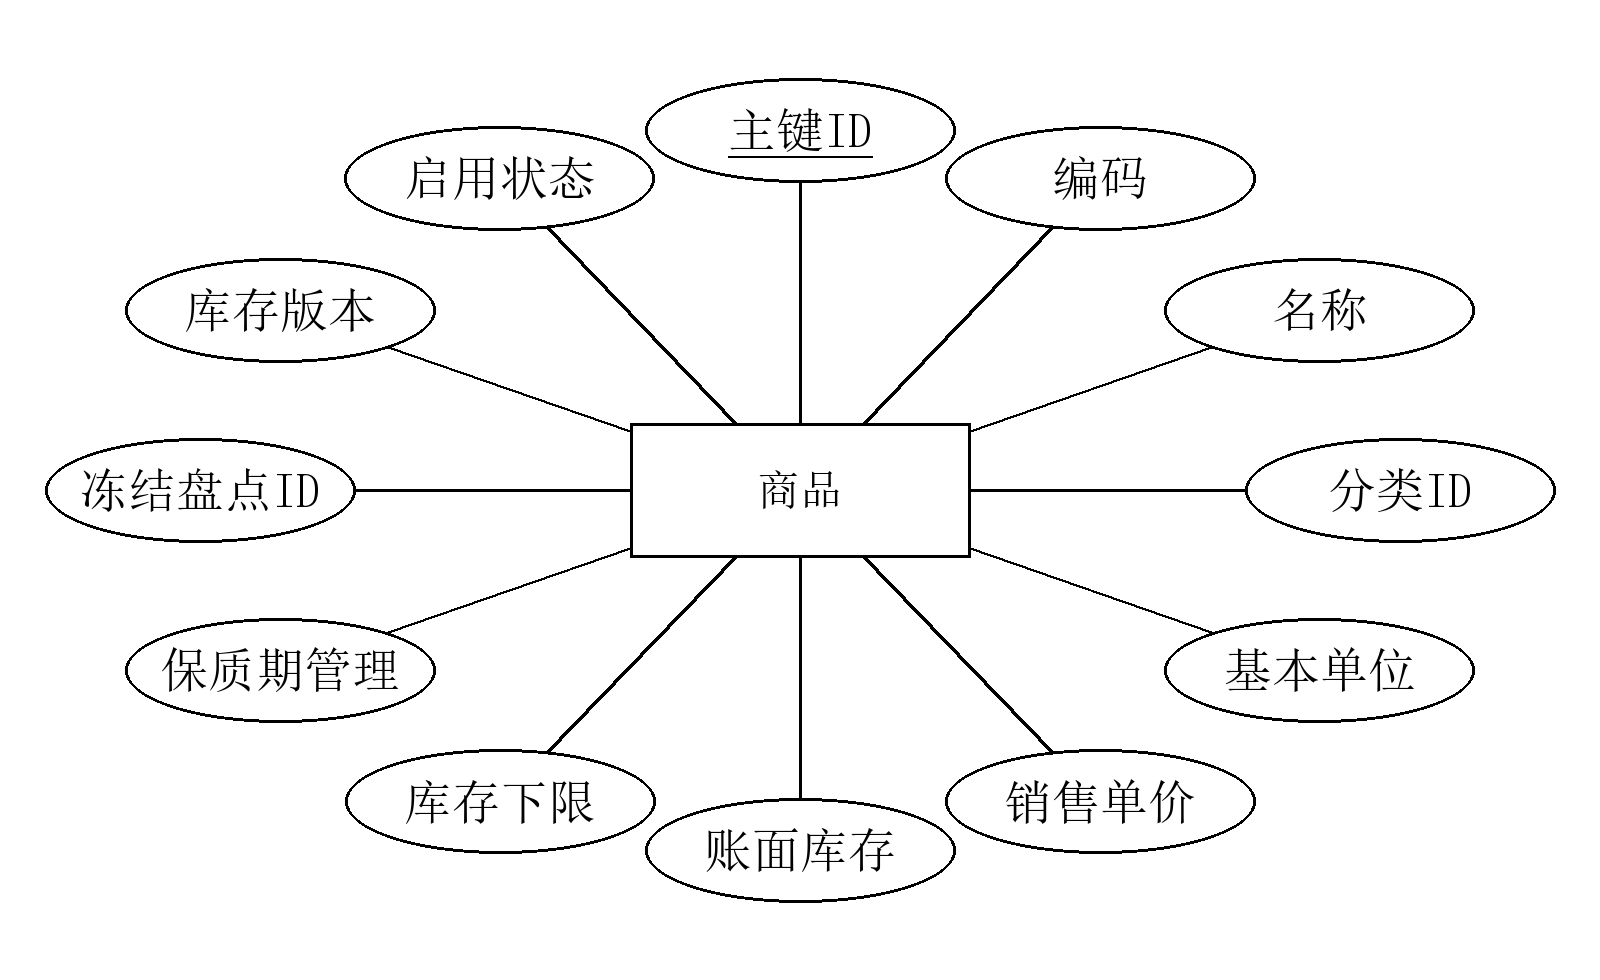 主键ID
启用状态
编码
库存版本
名称
冻结盘点ID
商品
分类ID
保质期管理
基本单位
库存下限
销售单价
账面库存